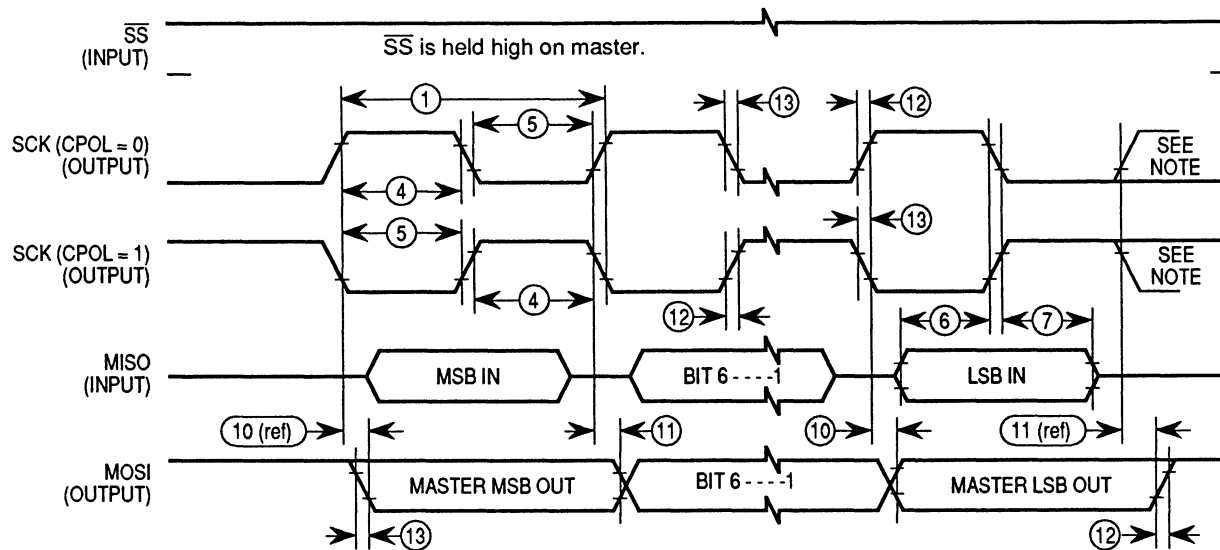 S̅S̅
(INPUT)
S̅S̅ is held high on master.
1
13
12
5
SCK (CPOL = 0)
(OUTPUT)
SEE
NOTE
4
5
13
SCK (CPOL = 1)
(OUTPUT)
SEE
NOTE
4
12
6
7
MISO
(INPUT)
MSB IN
BIT 6 - - - - 1
LSB IN
10 (ref)
11
10
11 (ref)
MOSI
(OUTPUT)
MASTER MSB OUT
BIT 6 - - - - 1
MASTER LSB OUT
13
12